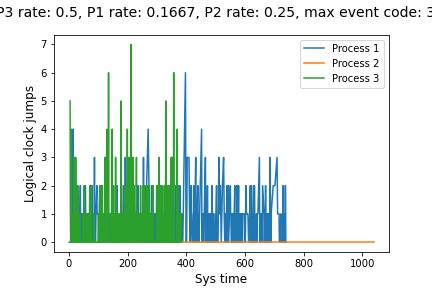 P3 rate: 0.5, P1 rate: 0.1667, P2 rate: 0.25, max event code: 3
Process 1
Process 2
Process 3
7
6
5
4
3
2
1
0
Logical clock jumps
0 200 400 600 800 1000
Sys time